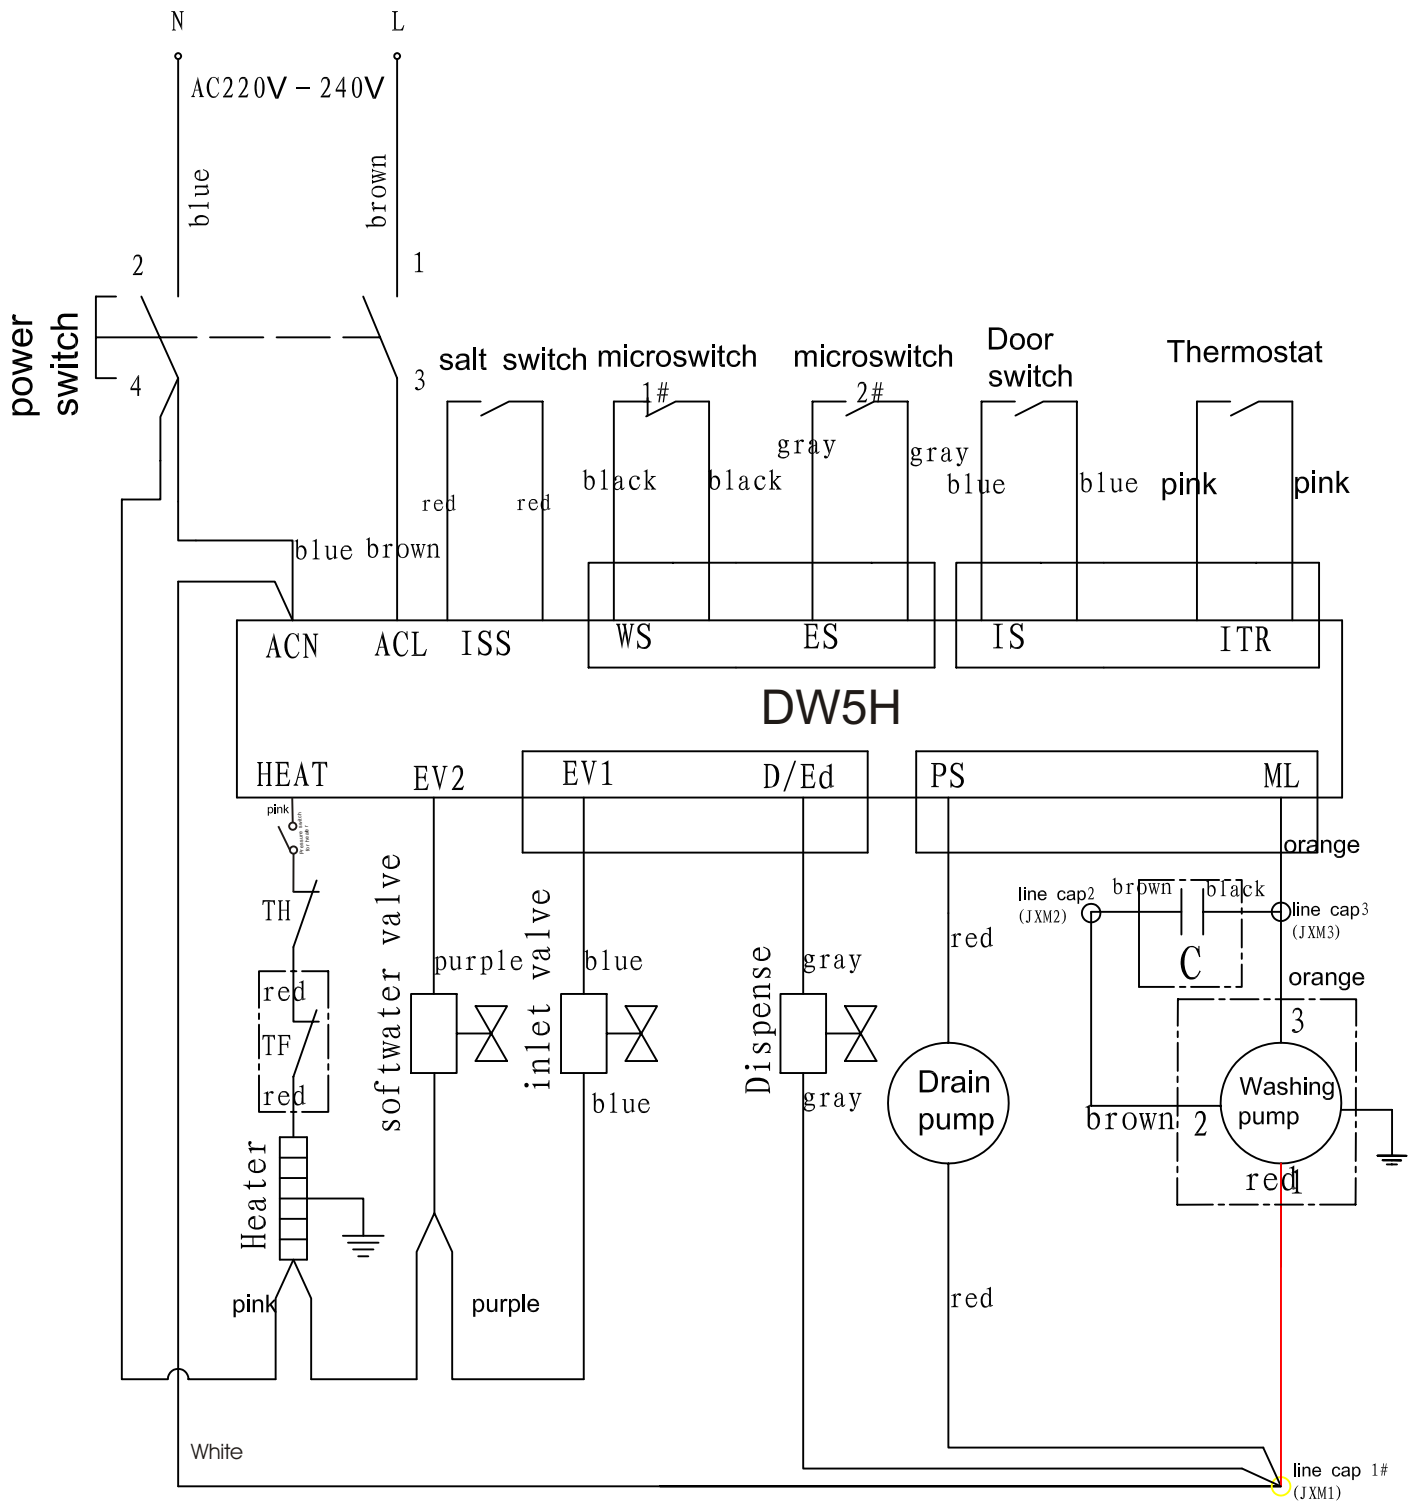 N
L
AC220V－240V
blue
brown
2
1
power
switch
4
3
salt switch
microswitch
1#
microswitch
2#
Door
switch
Thermostat
red
red
black
black
gray
gray
blue
blue
pink
pink
blue
brown
ACN
ACL
ISS
WS
ES
IS
ITR
DW5H
HEAT
EV2
EV1
D/Ed
PS
ML
pink
Pressure switch
for heater
orange
TH
softwater valve
inlet valve
Dispense
line cap2
(JXM2)
brown
black
line cap3
(JXM3)
C
red
purple
blue
gray
red
orange
TF
3
red
blue
gray
Drain
pump
Washing
pump
brown
2
red
1
Heater
pink
purple
red
White
line cap 1#
(JXM1)